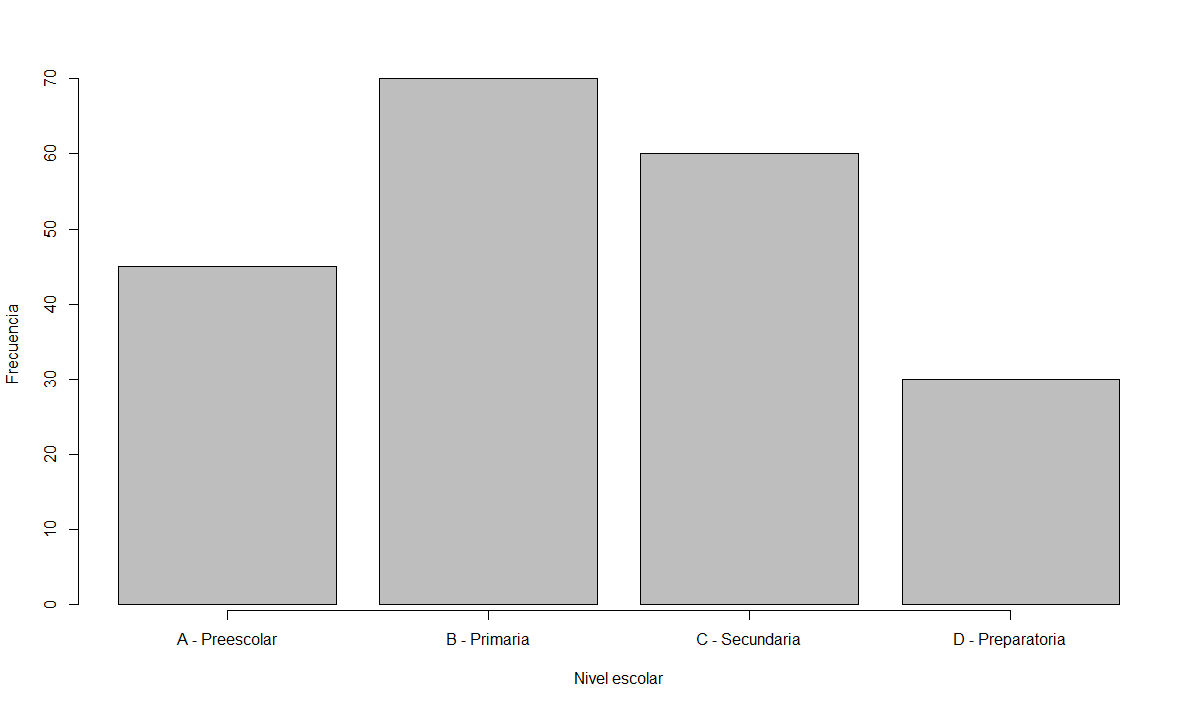 70
60
50
40
30
20
10
0
Frecuencia
A - Preescolar
B - Primaria
C - Secundaria
D - Preparatoria
Nivel escolar